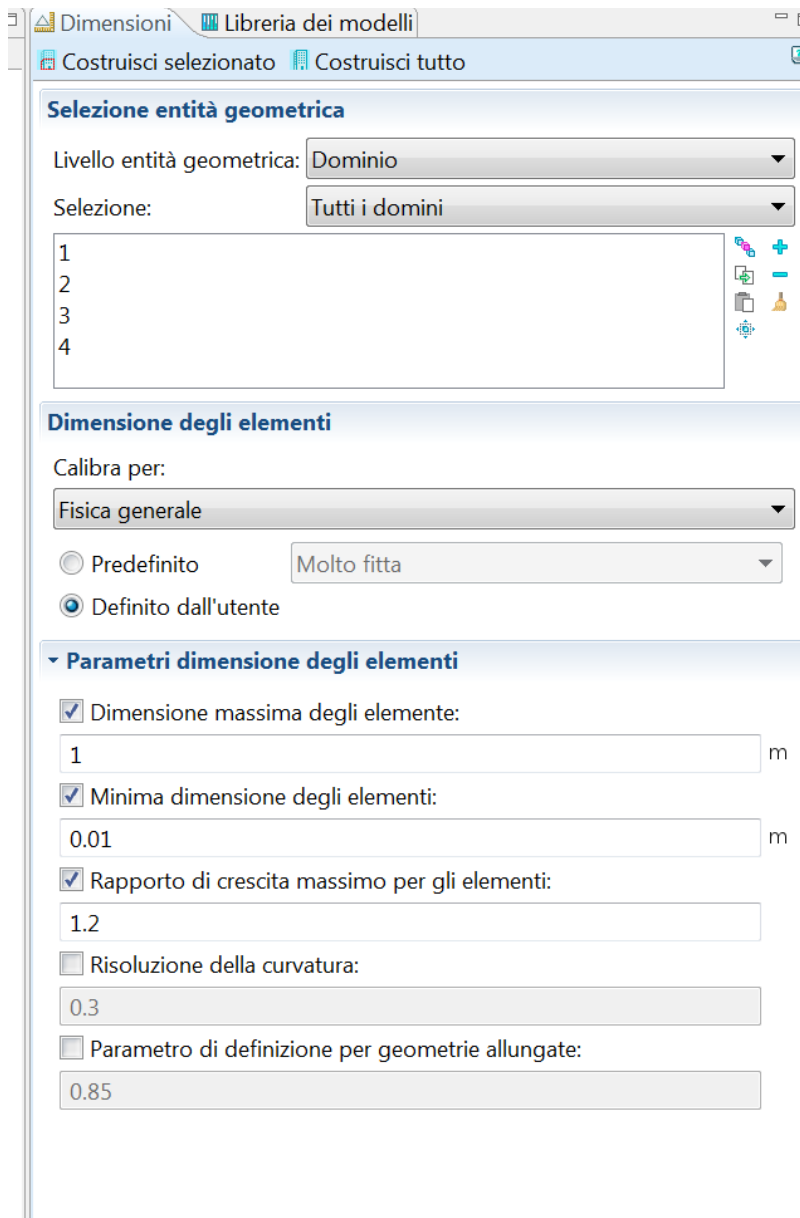 Dimensioni Libreria dei modelli
Costruisci selezionato Costruisci tutto
Selezione entità geometrica
Livello entità geometrica: Dominio
Selezione: Tutti i domini
1
2
3
4
Dimensione degli elementi
Calibra per:
Fisica generale
Predefinito Molto fitta
Definito dall'utente
Parametri dimensione degli elementi
Dimensione massima degli elemente:
1 m
Minima dimensione degli elementi:
0.01 m
Rapporto di crescita massimo per gli elementi:
1.2
Risoluzione della curvatura:
0.3
Parametro di definizione per geometrie allungate:
0.85